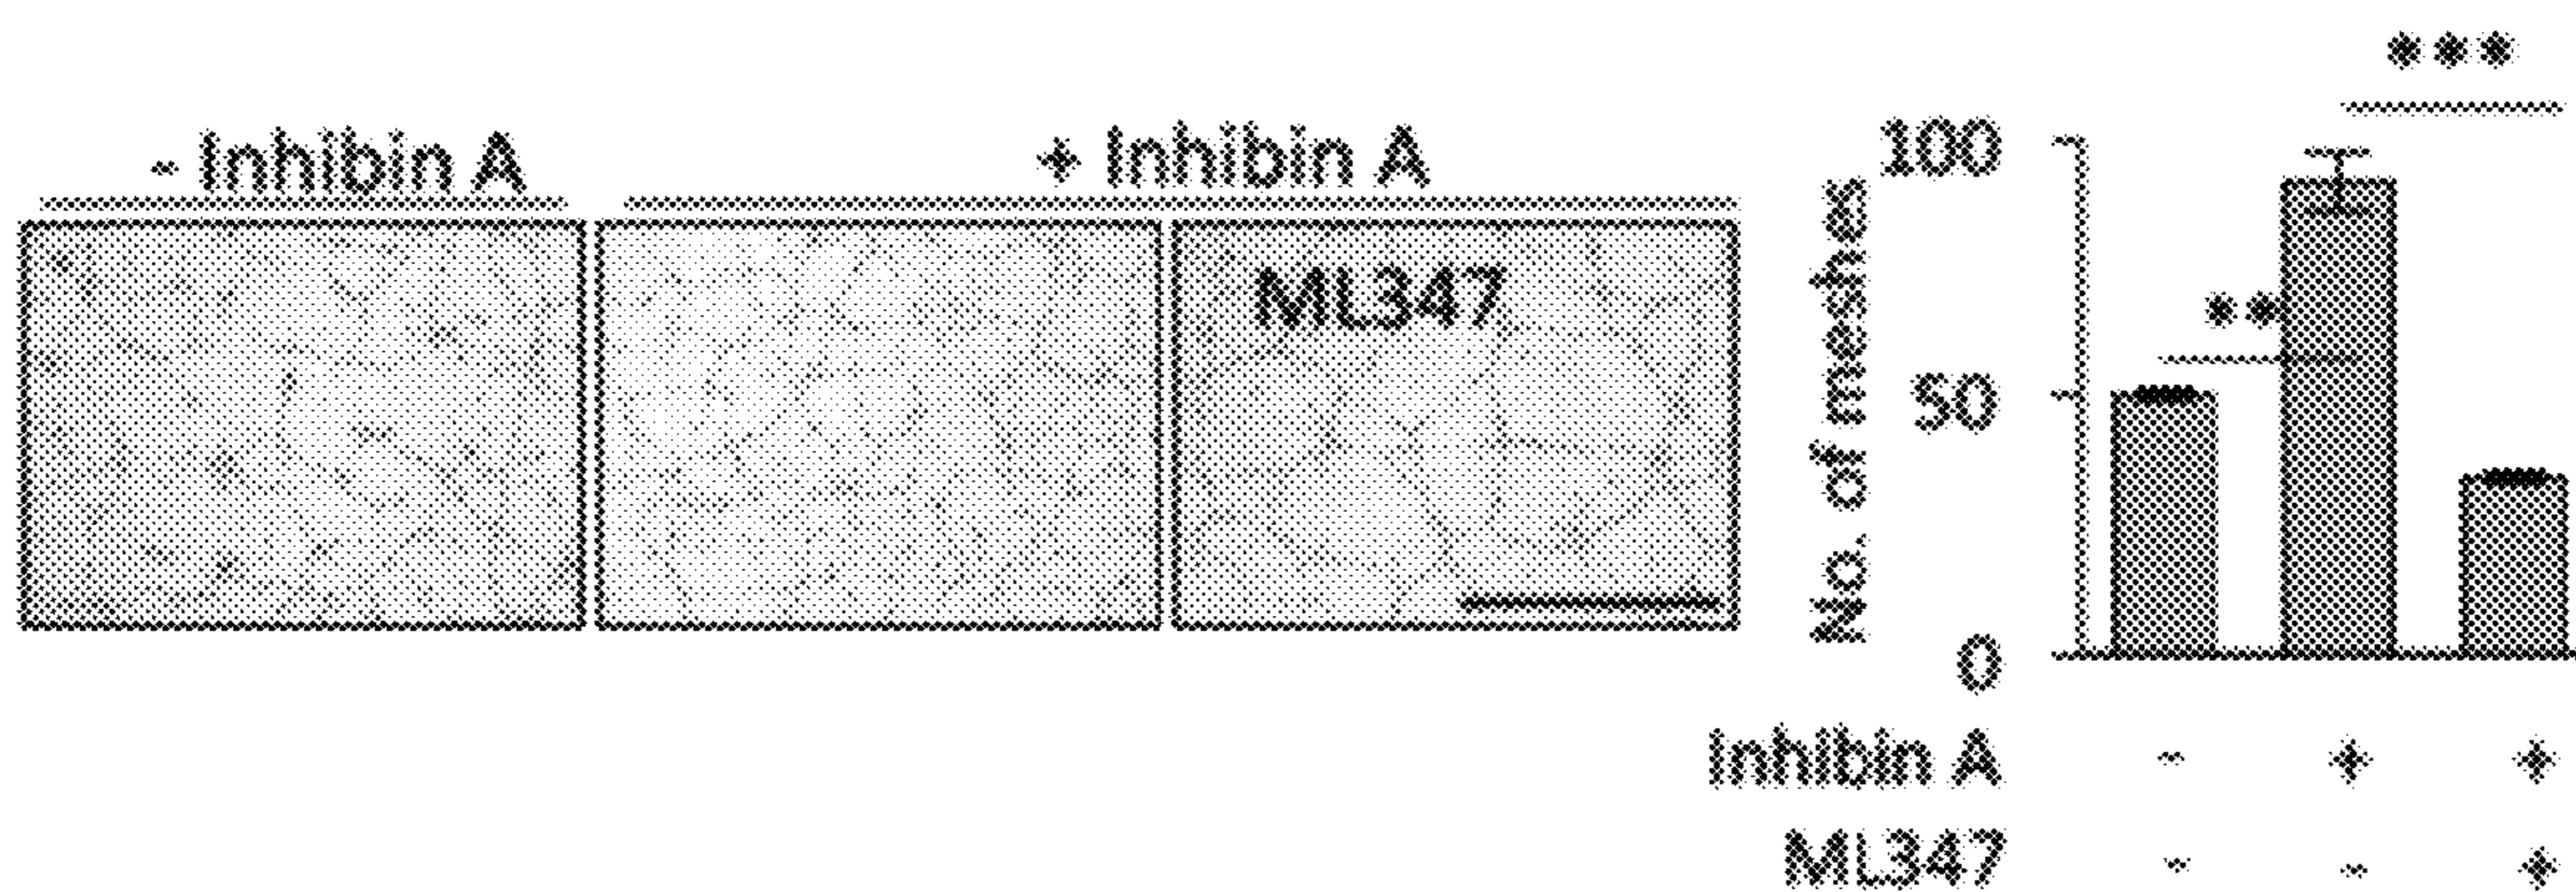 - Inhibin A
+ Inhibin A
ML347
No. of meshes
100
50
0
***
**
Inhibin A - + +
ML347 - - +